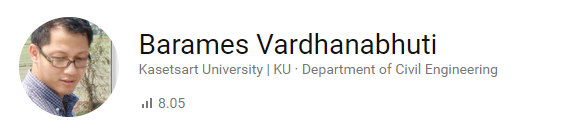 Barames Vardhanabhuti
Kasetsart University | KU · Department of Civil Engineering
8.05